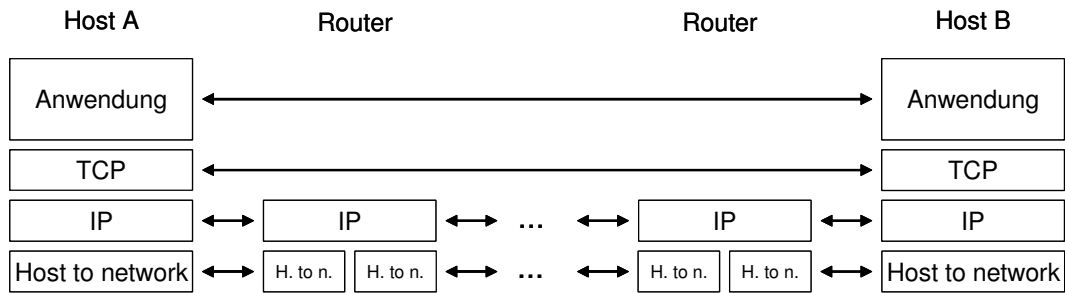 Host A Router Router Host B
Anwendung Anwendung
TCP TCP
IP IP ... IP IP
Host to network H. to n. H. to n. ... H. to n. H. to n. Host to network